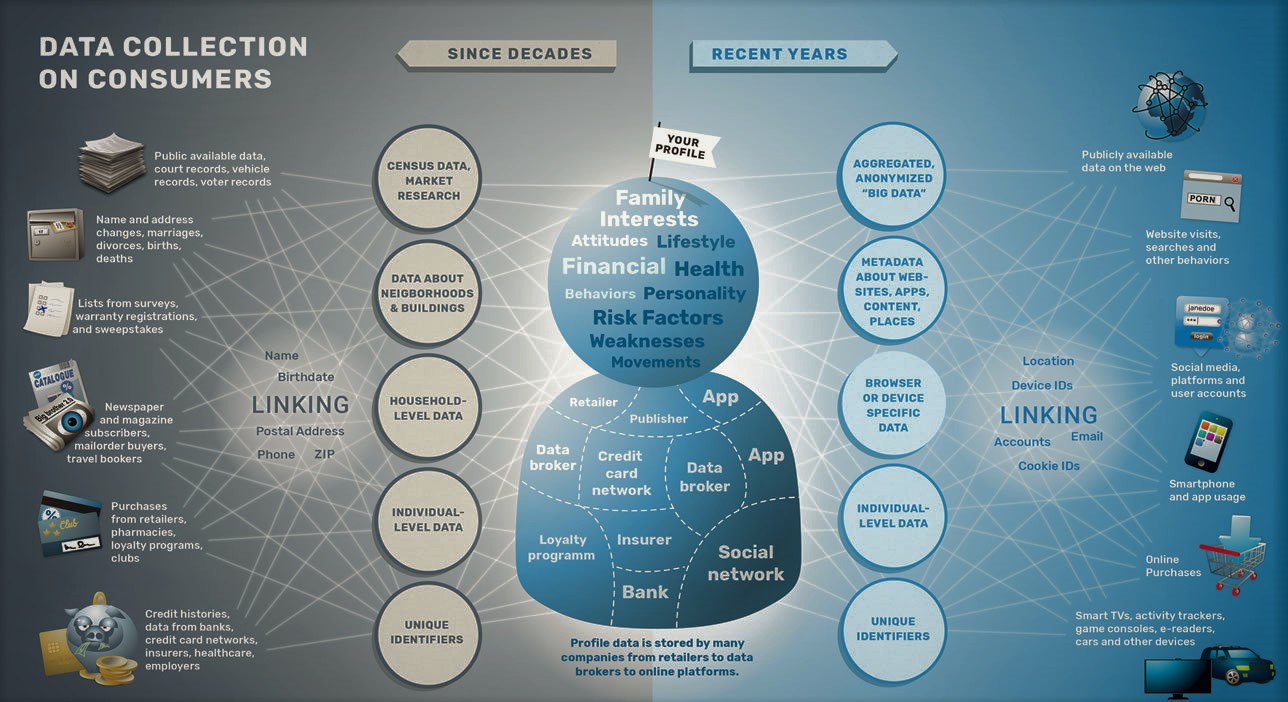 DATA COLLECTION
ON CONSUMERS
SINCE DECADES
RECENT YEARS
Public available data,
court records, vehicle
records, voter records
Name and address
changes, marriages,
divorces, births,
deaths
Lists from surveys,
warranty registrations,
and sweepstakes
CATALOGUE
%
Big brother 2.0
Newspaper
and magazine
subscribers,
mailorder buyers,
travel bookers
%
Club
Purchases
from retailers,
pharmacies,
loyalty programs,
clubs
Credit histories,
data from banks,
credit card networks,
insurers, healthcare,
employers
Name
Birthdate
LINKING
Postal Address
Phone ZIP
CENSUS DATA,
MARKET
RESEARCH
DATA ABOUT
NEIGBORHOODS
& BUILDINGS
HOUSEHOLD-
LEVEL DATA
INDIVIDUAL-
LEVEL DATA
UNIQUE
IDENTIFIERS
YOUR
PROFILE
Family
Interests
Attitudes Lifestyle
Financial Health
Behaviors Personality
Risk Factors
Weaknesses
Movements
Retailer
Publisher
App
Data
broker
Credit
card
network
Data
broker
App
Loyalty
programm
Insurer
Social
network
Bank
Profile data is stored by many
companies from retailers to data
brokers to online platforms.
AGGREGATED,
ANONYMIZED
“BIG DATA”
METADATA
ABOUT WEB-
SITES, APPS,
CONTENT,
PLACES
BROWSER
OR DEVICE
SPECIFIC
DATA
INDIVIDUAL-
LEVEL DATA
UNIQUE
IDENTIFIERS
Location
Device IDs
LINKING
Accounts Email
Cookie IDs
Publicly available
data on the web
PORN
Website visits,
searches and
other behaviors
janedoe
***|
login
Social media,
platforms and
user accounts
Smartphone
and app usage
Online
Purchases
Smart TVs, activity trackers,
game consoles, e-readers,
cars and other devices